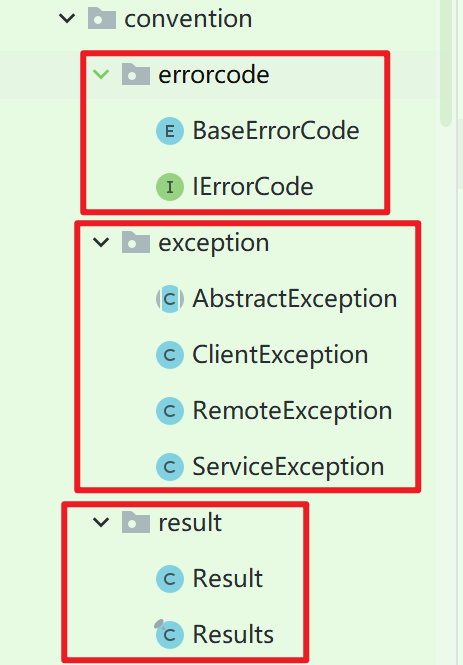 convention
errorcode
E BaseErrorCode
I IErrorCode
exception
C AbstractException
C ClientException
C RemoteException
C ServiceException
result
C Result
C Results